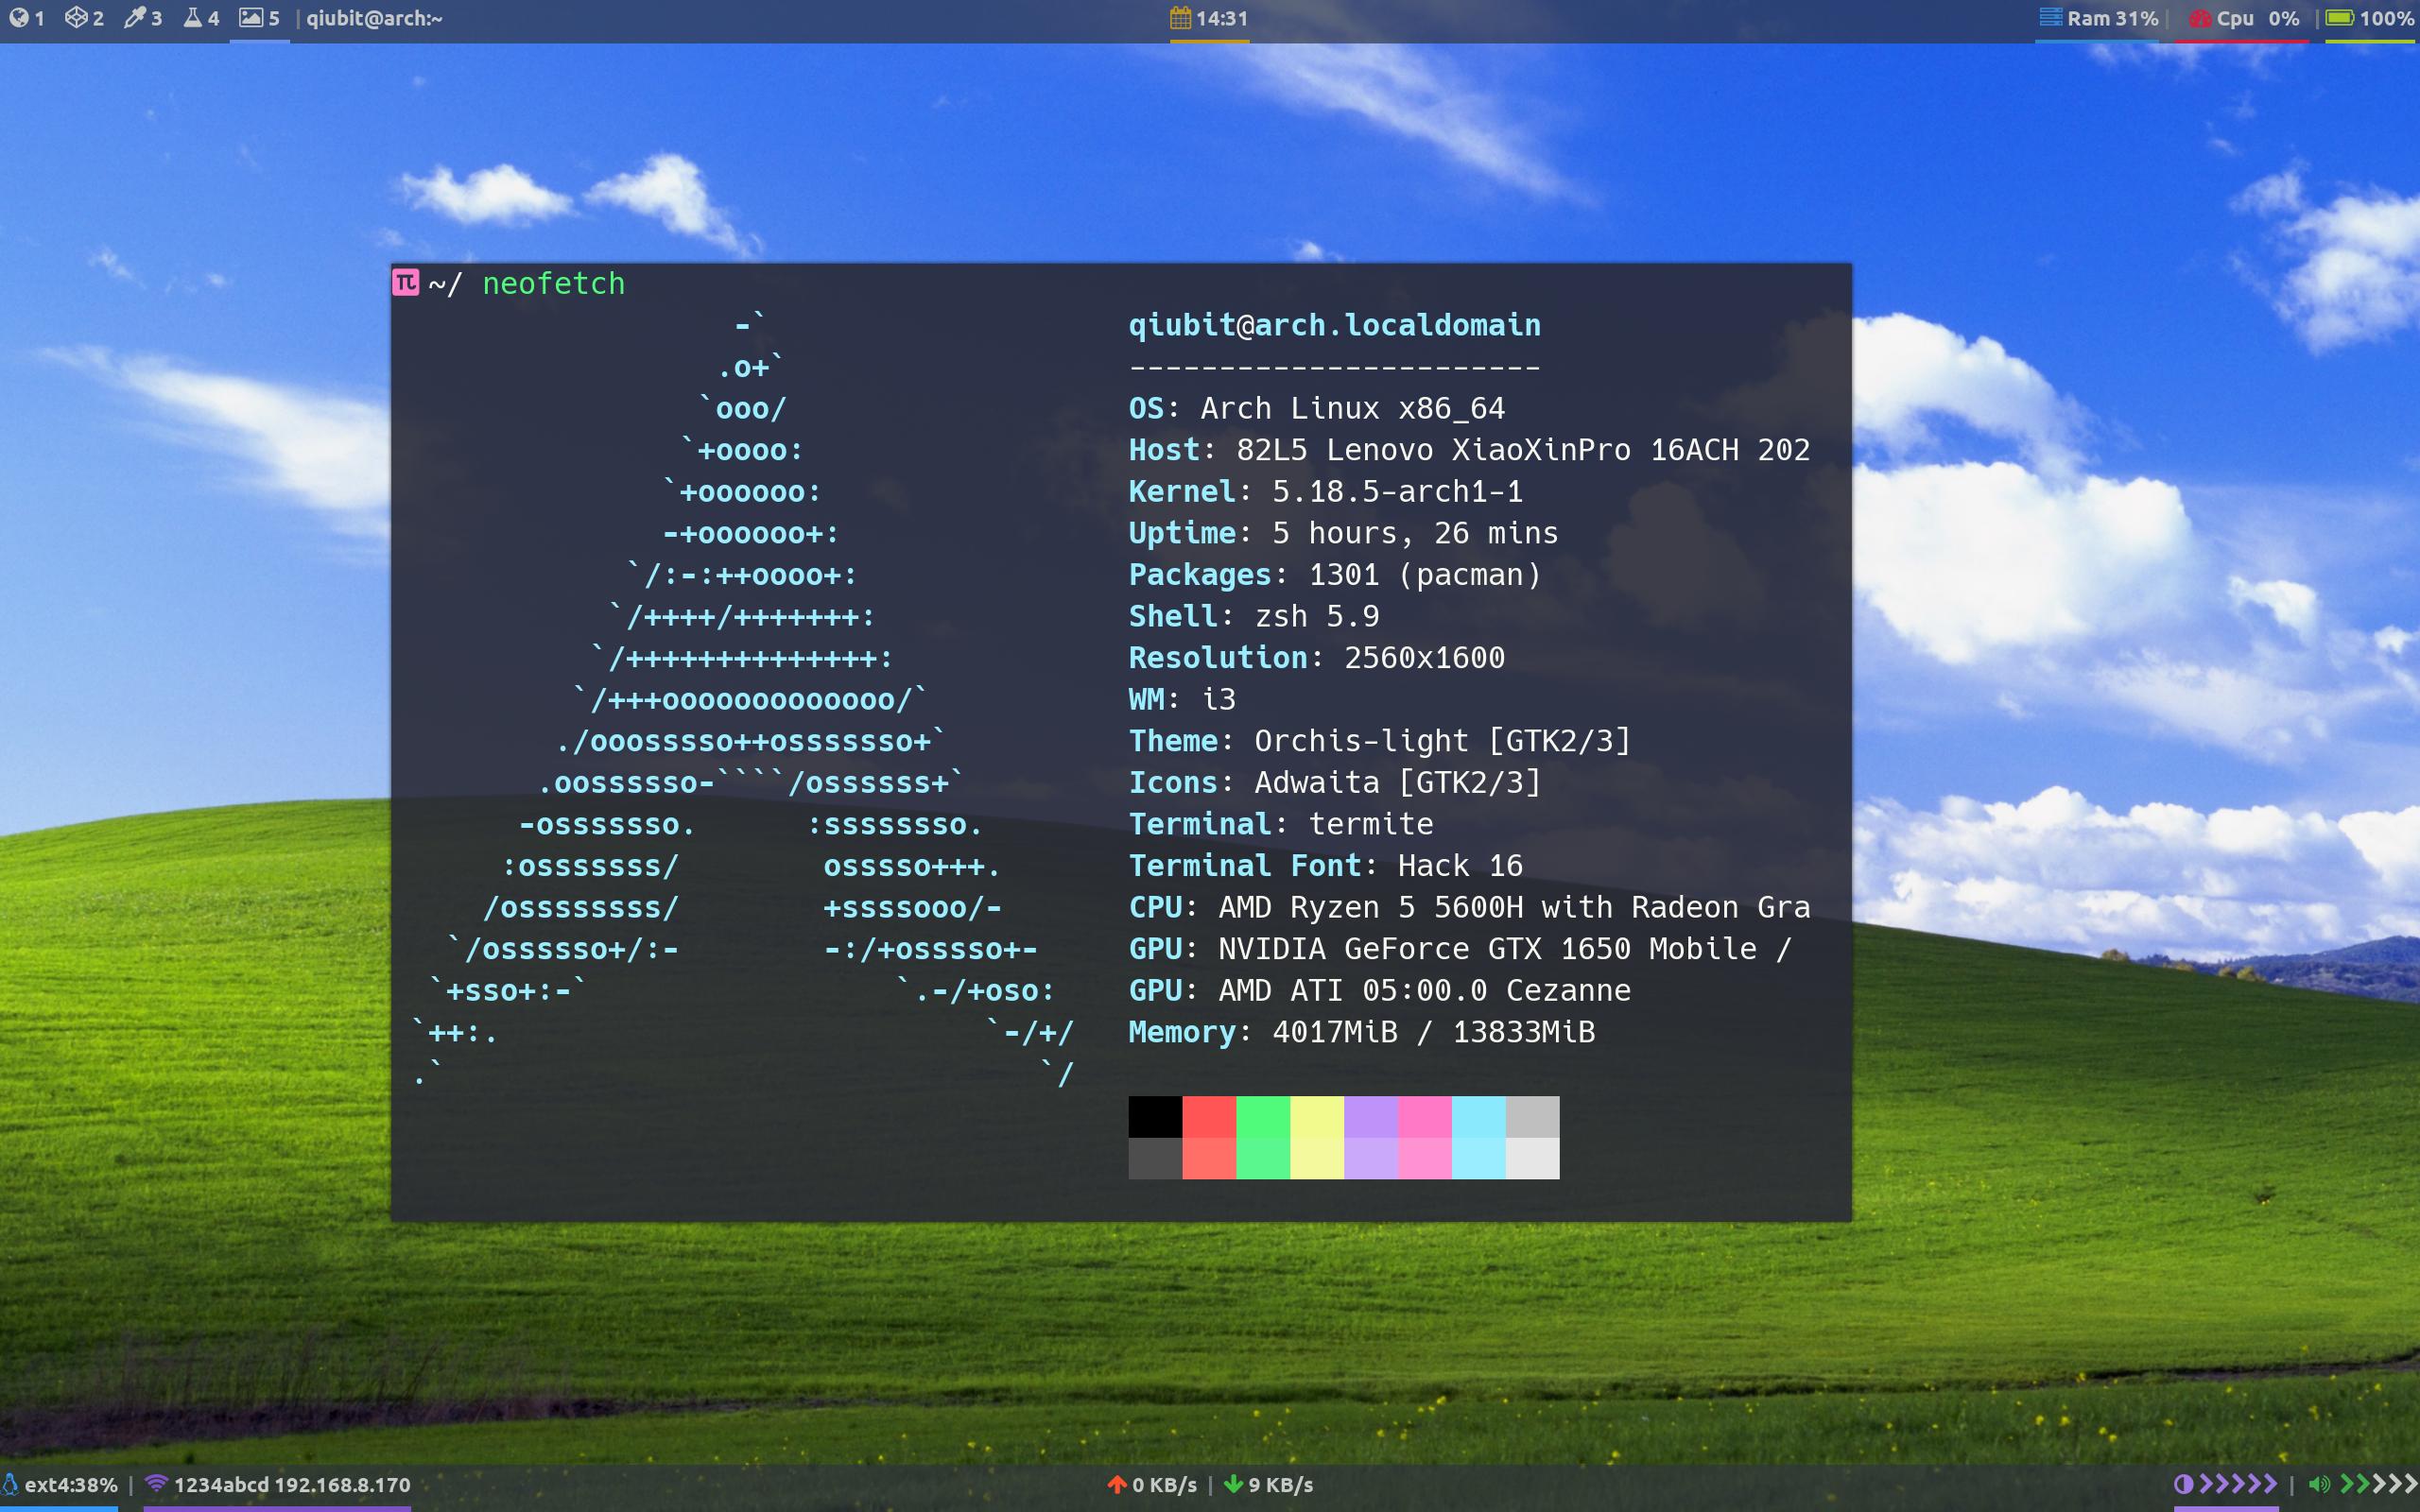 1 2 3 4 5 | qiubit@arch:~ 14:31 Ram 31% | Cpu 0% | 100%
π ~/ neofetch
-`
.o+`
`ooo/
`+oooo:
`+oooooo:
-+oooooo+:
`/:-:++oooo+:
`/++++/+++++++:
`/++++++++++++++:
`/+++ooooooooooooo/`
./ooosssso++osssssso+`
.oossssso-````/ossssss+`
-osssssso.      :ssssssso.
:osssssss/        osssso+++.
/ossssssss/        +ssssooo/-
`/ossssso+/:-        -:/+osssso+-
`+sso+:-`                 `.-/+oso:
`++:.                           `-/+/
.`                                 `/
qiubit@arch.localdomain
-----------------------
OS: Arch Linux x86_64
Host: 82L5 Lenovo XiaoXinPro 16ACH 202
Kernel: 5.18.5-arch1-1
Uptime: 5 hours, 26 mins
Packages: 1301 (pacman)
Shell: zsh 5.9
Resolution: 2560x1600
WM: i3
Theme: Orchis-light [GTK2/3]
Icons: Adwaita [GTK2/3]
Terminal: termite
Terminal Font: Hack 16
CPU: AMD Ryzen 5 5600H with Radeon Gra
GPU: NVIDIA GeForce GTX 1650 Mobile /
GPU: AMD ATI 05:00.0 Cezanne
Memory: 4017MiB / 13833MiB
ext4:38% | 1234abcd 192.168.8.170 0 KB/s | 9 KB/s |